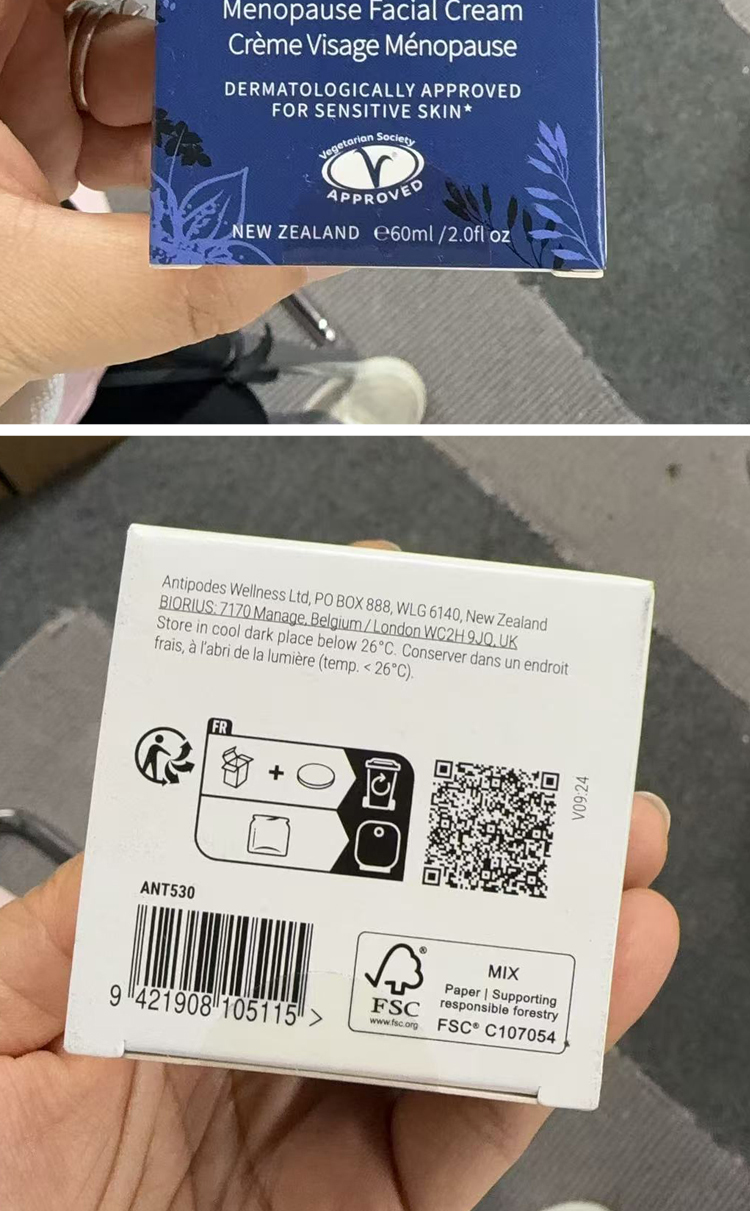 Menopause Facial Cream
Crème Visage Ménopause
DERMATOLOGICALLY APPROVED
FOR SENSITIVE SKIN*
Vegetarian Society
V®
APPROVED
NEW ZEALAND ℮60ml/2.0fl oz
Antipodes Wellness Ltd, PO BOX 888, WLG 6140, New Zealand
BIORIUS: 7170 Manage, Belgium / London WC2H 9JQ, UK
Store in cool dark place below 26°C. Conserver dans un endroit
frais, à l'abri de la lumière (temp. < 26°C).
FR
V09:24
ANT530
9 421908 105115 >
FSC®
www.fsc.org
MIX
Paper | Supporting
responsible forestry
FSC® C107054